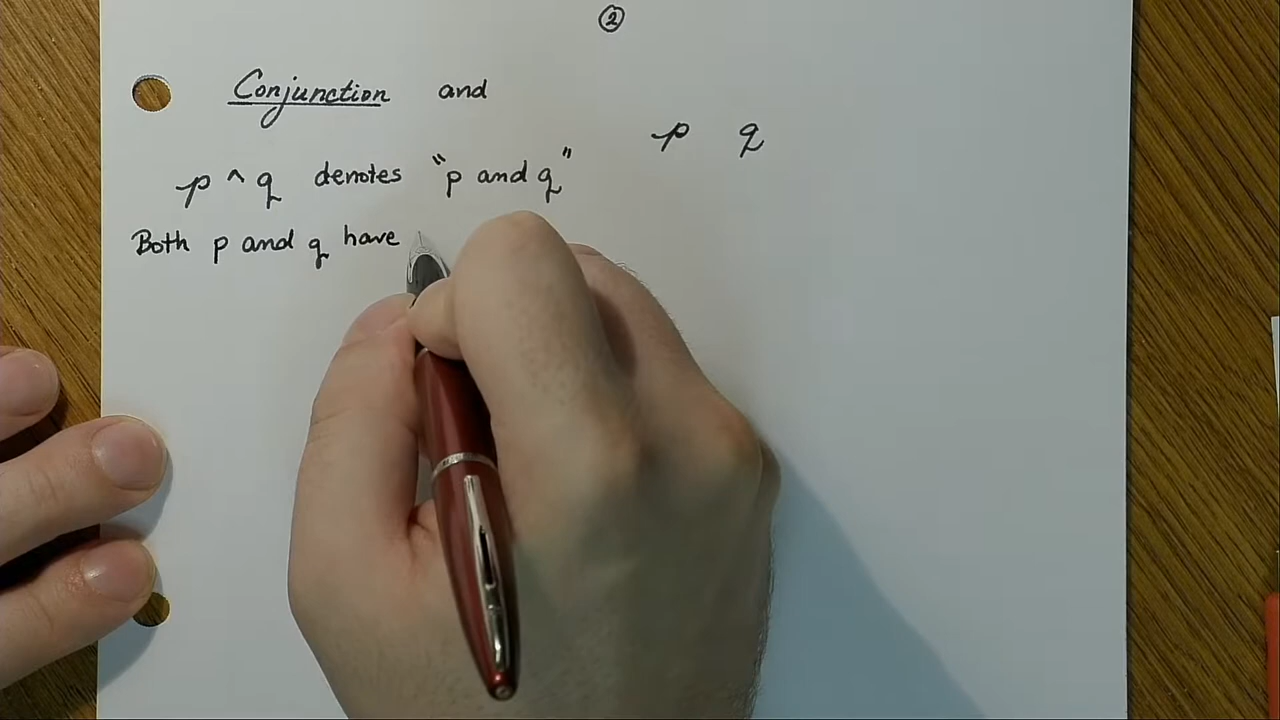 ②
Conjunction and
p q
p ^ q denotes "p and q"
Both p and q have